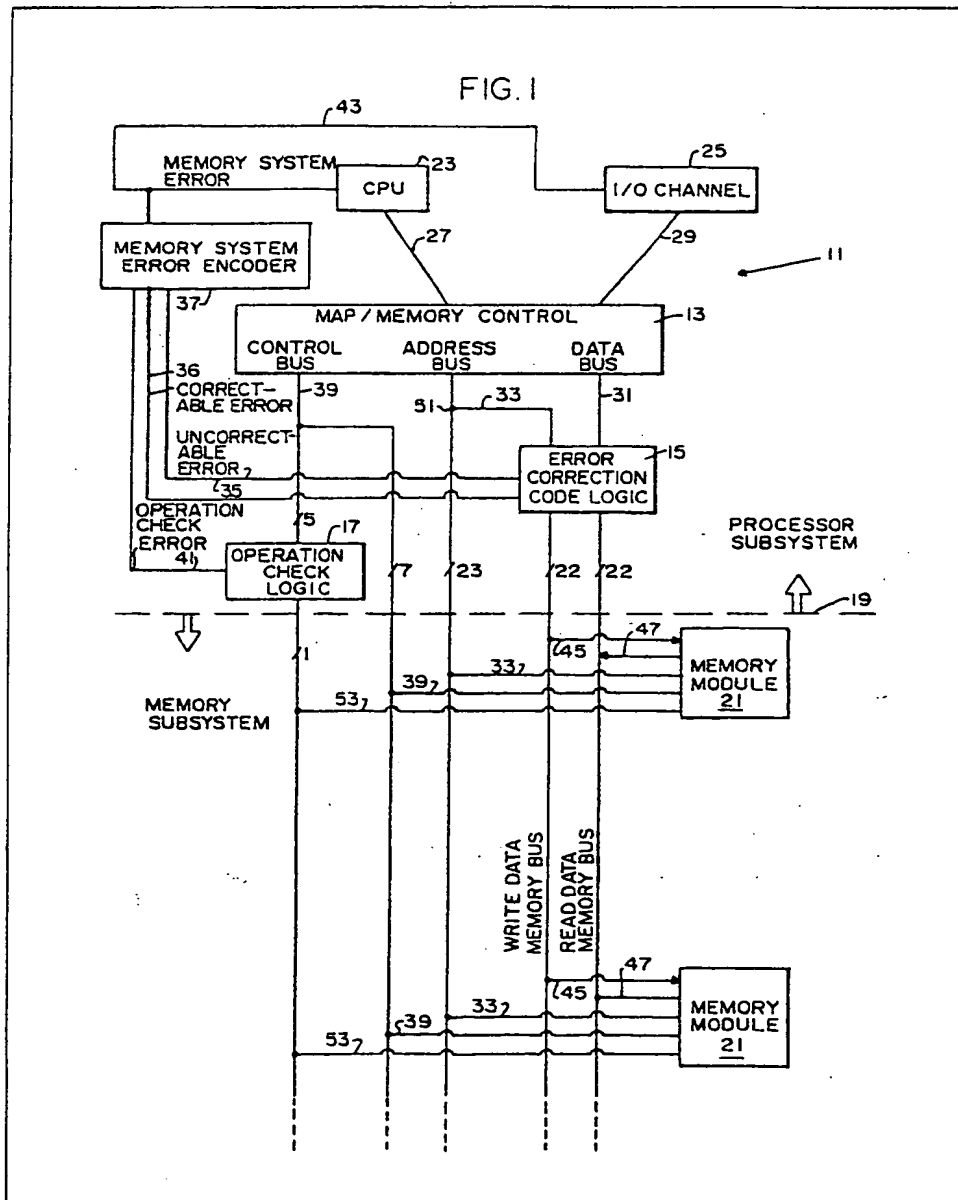 FIG. 1
43
MEMORY SYSTEM
ERROR
23
CPU
25
I/O CHANNEL
27
29
11
MEMORY SYSTEM
ERROR ENCODER
37
MAP / MEMORY CONTROL
13
CONTROL
BUS
ADDRESS
BUS
DATA
BUS
36
CORRECT-
ABLE ERROR
39
51
33
31
UNCORRECT-
ABLE
ERROR
35
ERROR
CORRECTION
CODE LOGIC
15
OPERATION
CHECK
ERROR
41
5
17
OPERATION
CHECK
LOGIC
7
23
22
22
PROCESSOR
SUBSYSTEM
19
1
MEMORY
SUBSYSTEM
45
47
33
39
53
MEMORY
MODULE
21
WRITE DATA
MEMORY BUS
READ DATA
MEMORY BUS
45
47
33
39
53
MEMORY
MODULE
21